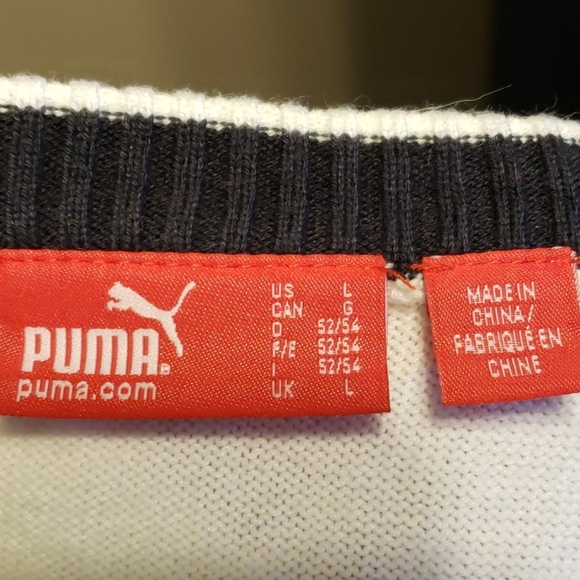 PUMA
puma.com
US L
CAN G
D 52/54
F/E 52/54
I 52/54
UK L
MADE IN
CHINA/
FABRIQUÉ EN
CHINE